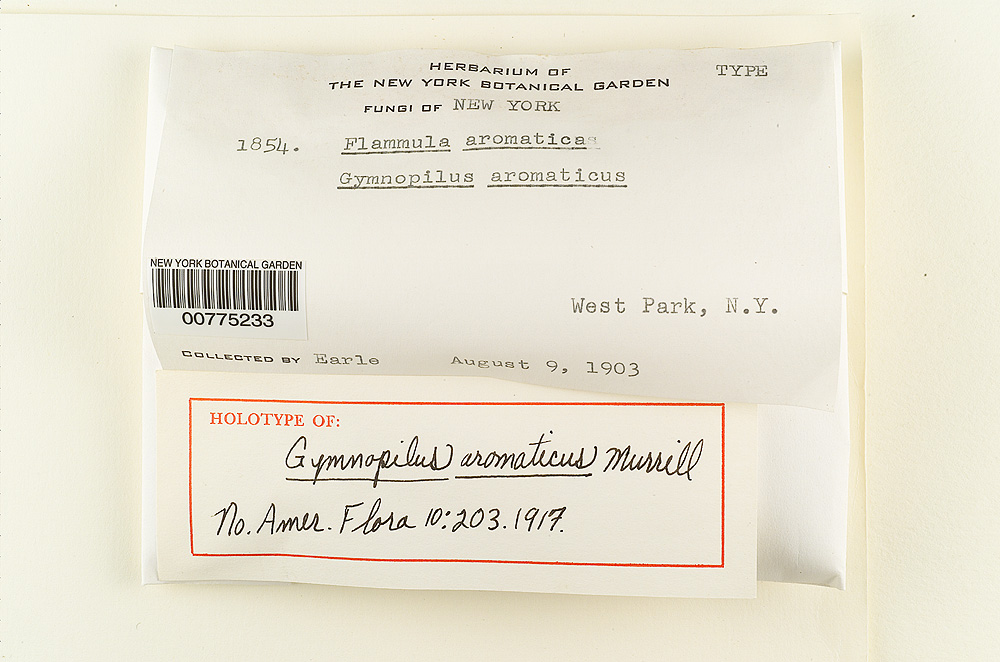 HERBARIUM OF
THE NEW YORK BOTANICAL GARDEN
TYPE
FUNGI OF NEW YORK
1854. Flammula aromaticas
Gymnopilus aromaticus
NEW YORK BOTANICAL GARDEN
00775233
West Park, N.Y.
COLLECTED BY Earle August 9, 1903
HOLOTYPE OF:
Gymnopilus aromaticus Murrill
No. Amer. Flora 10:203. 1917.